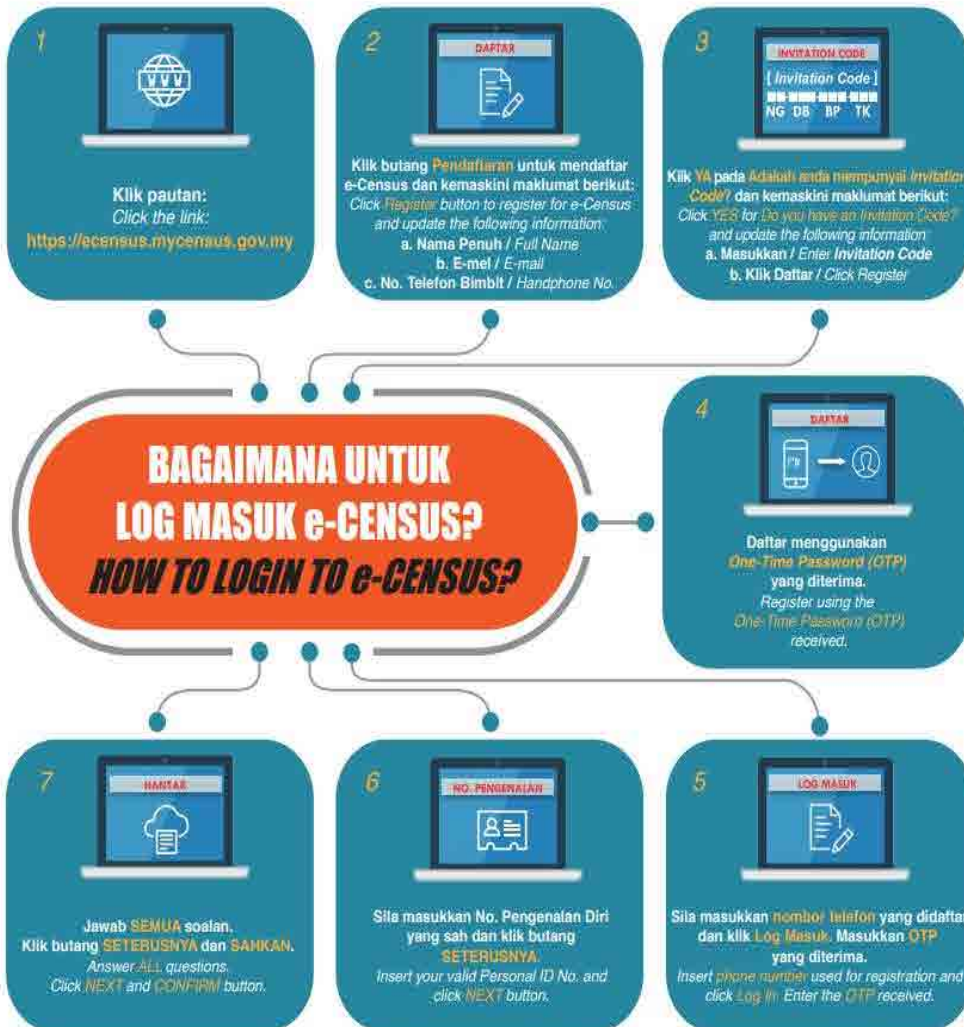 1
WWW
Klik pautan:
Click the link:
https://ecensus.mycensus.gov.my
2
DAFTAR
Klik butang Pendaftaran untuk mendaftar
e-Census dan kemaskini maklumat berikut:
Click Register button to register for e-Census
and update the following information:
a. Nama Penuh / Full Name
b. E-mel / E-mail
c. No. Telefon Bimbit / Handphone No.
3
INVITATION CODE
[ Invitation Code ]
NG DB BP TK
Klik YA pada Adakah anda mempunyai Invitation
Code? dan kemaskini maklumat berikut:
Click YES for Do you have an Invitation Code?
and update the following information
a. Masukkan / Enter Invitation Code
b. Klik Daftar / Click Register
BAGAIMANA UNTUK
LOG MASUK e-CENSUS?
HOW TO LOGIN TO e-CENSUS?
4
DAFTAR
Daftar menggunakan
One-Time Password (OTP)
yang diterima.
Register using the
One-Time Password (OTP)
received.
5
LOG MASUK
Sila masukkan nombor telefon yang didaftar
dan klik Log Masuk. Masukkan OTP
yang diterima.
Insert phone number used for registration and
click Log In. Enter the OTP received.
6
NO. PENGENALAN
Sila masukkan No. Pengenalan Diri
yang sah dan klik butang
SETERUSNYA.
Insert your valid Personal ID No. and
click NEXT button.
7
HANTAR
Jawab SEMUA soalan.
Klik butang SETERUSNYA dan SAHKAN.
Answer ALL questions.
Click NEXT and CONFIRM button.